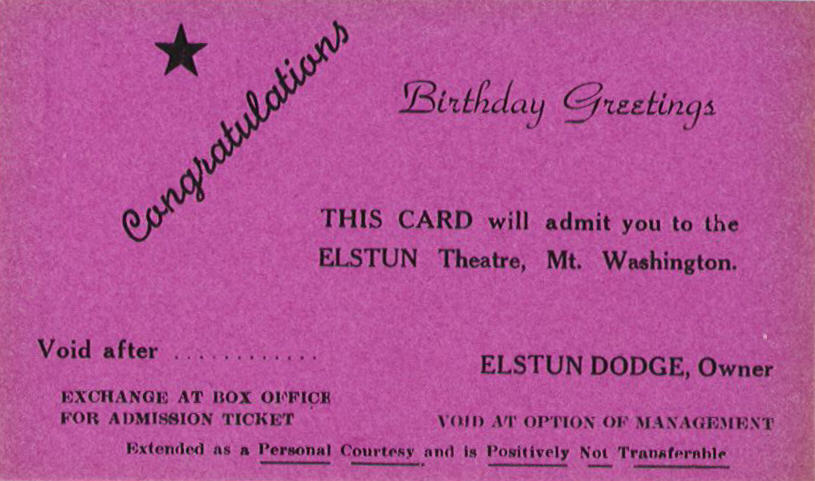 Congratulations
Birthday Greetings
THIS CARD will admit you to the
ELSTUN Theatre, Mt. Washington.
Void after ............
ELSTUN DODGE, Owner
EXCHANGE AT BOX OFFICE
FOR ADMISSION TICKET
VOID AT OPTION OF MANAGEMENT
Extended as a Personal Courtesy and is Positively Not Transferable